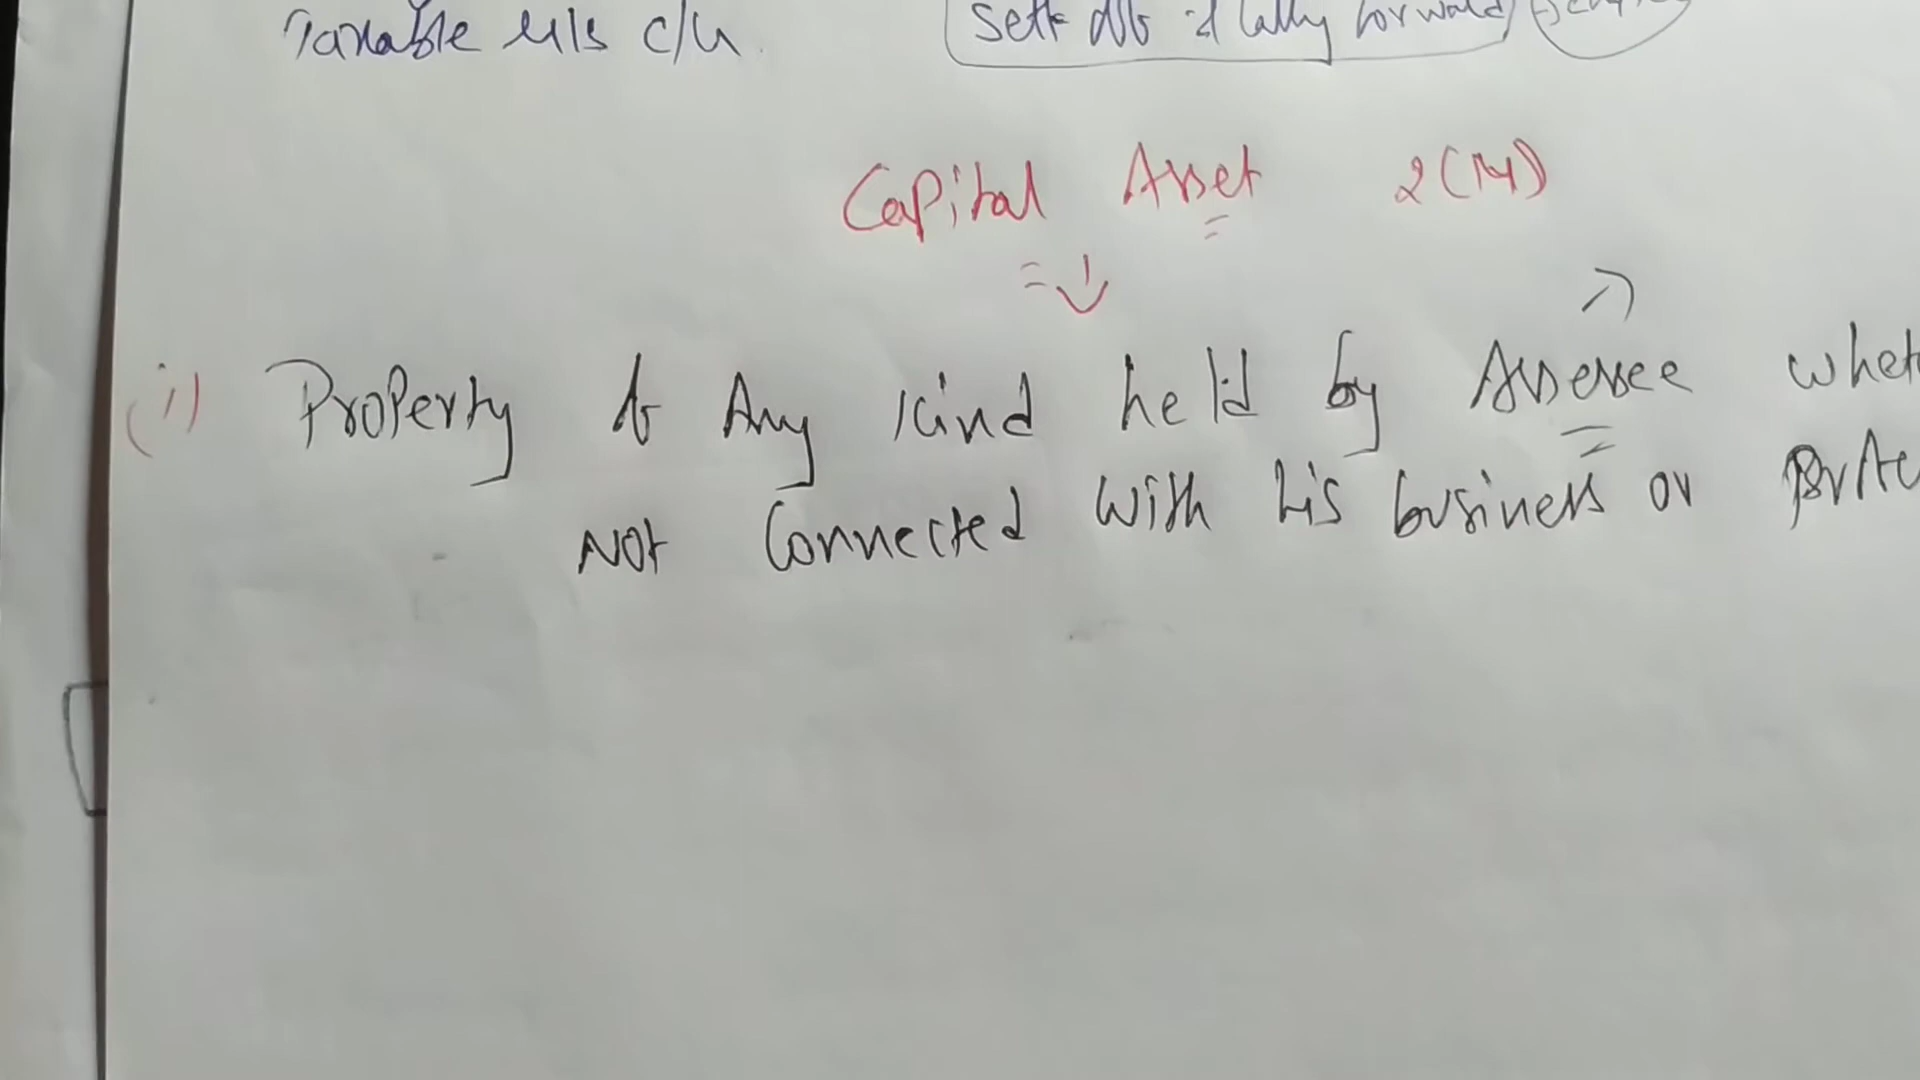 Taxable u/s c/u
Set off & Carry forward
Capital Asset 2(14)
(i) Property of Any Kind held by Assessee whet
Not Connected with his business or